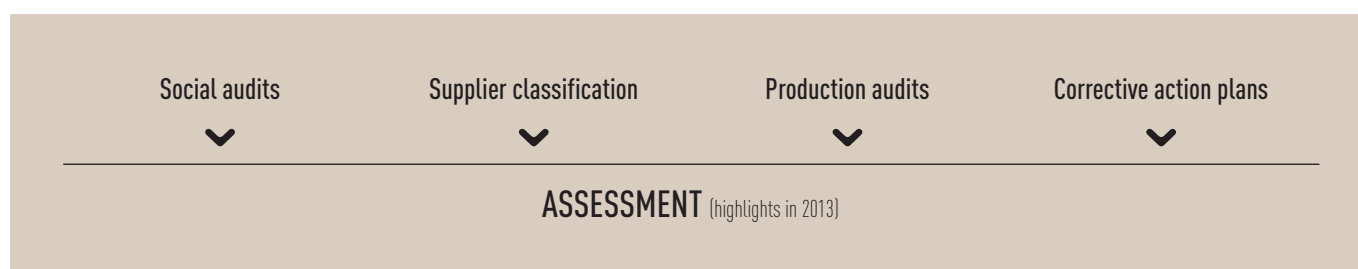 Social audits
Supplier classification
Production audits
Corrective action plans
ASSESSMENT (highlights in 2013)